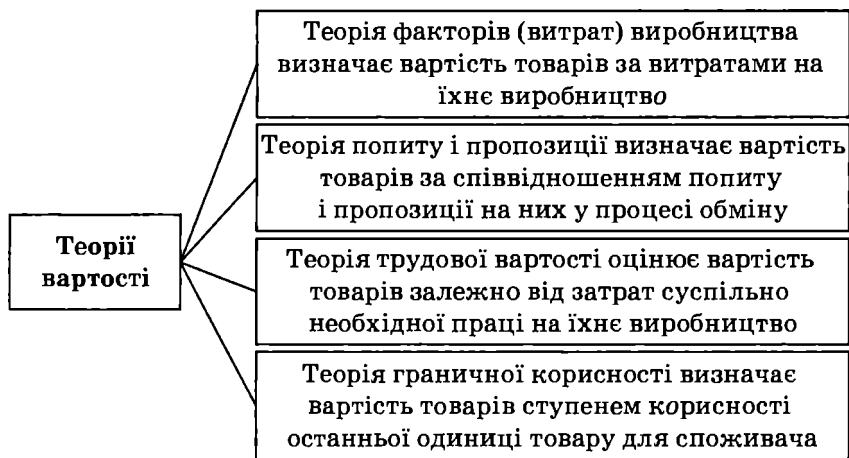 Теорії
вартості
Теорія факторів (витрат) виробництва
визначає вартість товарів за витратами на
їхнє виробництво
Теорія попиту і пропозиції визначає вартість
товарів за співвідношенням попиту
і пропозиції на них у процесі обміну
Теорія трудової вартості оцінює вартість
товарів залежно від затрат суспільно
необхідної праці на їхнє виробництво
Теорія граничної корисності визначає
вартість товарів ступенем корисності
останньої одиниці товару для споживача